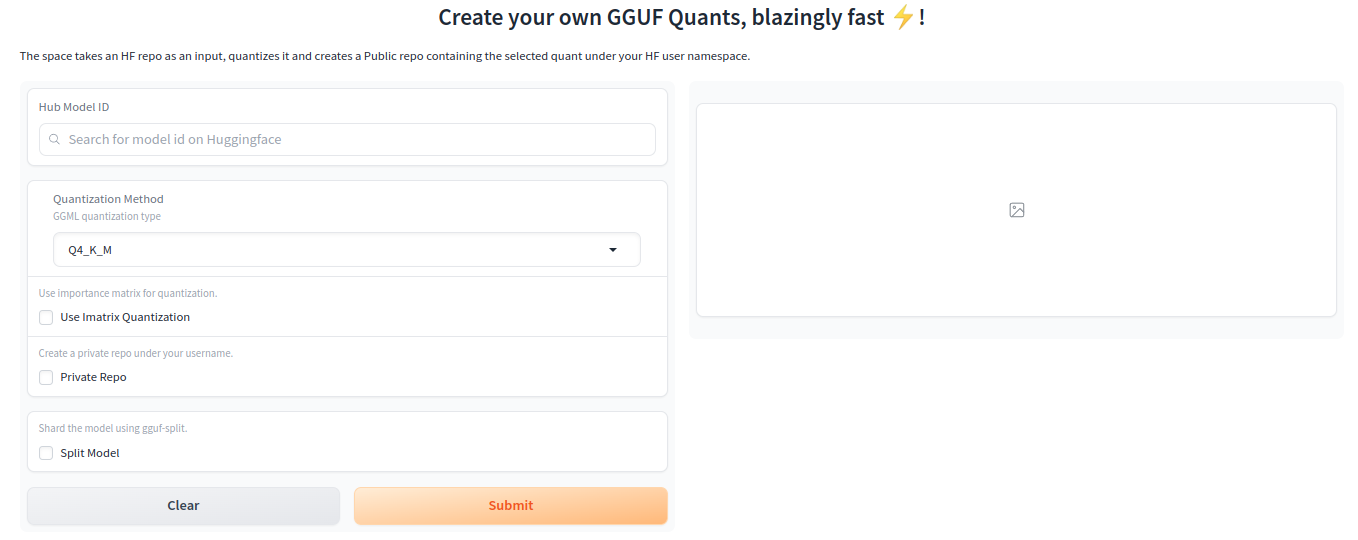 Create your own GGUF Quants, blazingly fast ⚡!
The space takes an HF repo as an input, quantizes it and creates a Public repo containing the selected quant under your HF user namespace.
Hub Model ID
Search for model id on Huggingface
Quantization Method
GGML quantization type
Q4_K_M
Use importance matrix for quantization.
Use Imatrix Quantization
Create a private repo under your username.
Private Repo
Shard the model using gguf-split.
Split Model
Clear
Submit